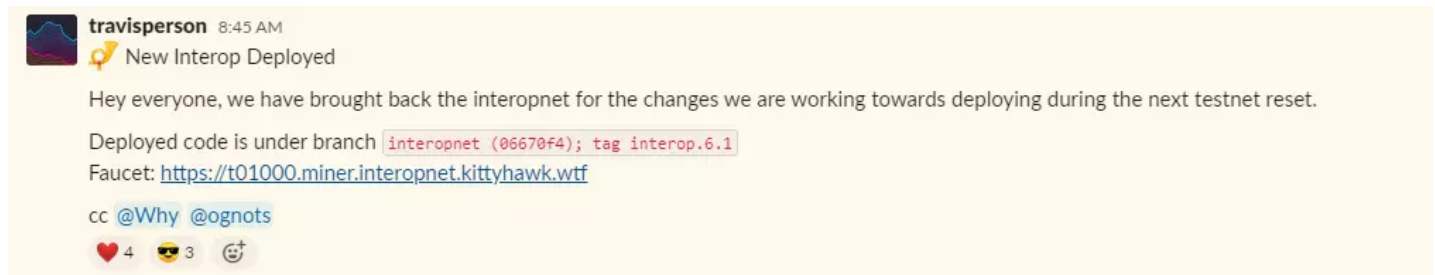 travisperson 8:45 AM
New Interop Deployed
Hey everyone, we have brought back the interopnet for the changes we are working towards deploying during the next testnet reset.
Deployed code is under branch interopnet (06670f4); tag interop.6.1
Faucet: https://t01000.miner.interopnet.kittyhawk.wtf
cc @Why @ognots
4 3